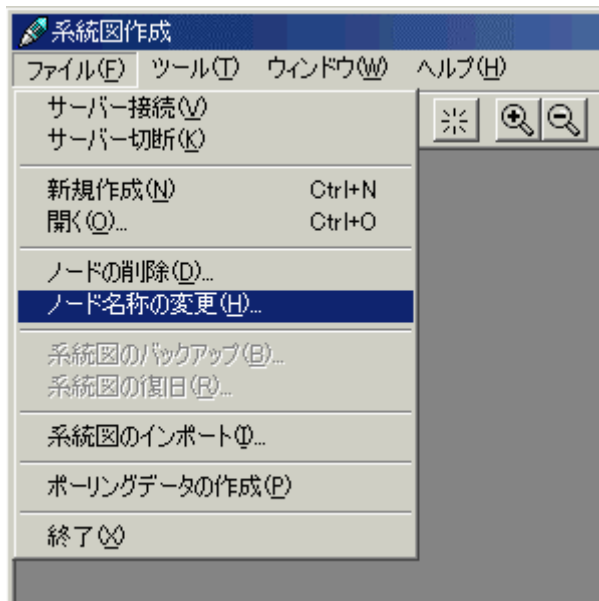 系統図作成
ファイル(F) ツール(T) ウィンドウ(W) ヘルプ(H)
サーバー接続(V)
サーバー切断(K)
新規作成(N) Ctrl+N
開く(O)... Ctrl+O
ノードの削除(D)...
ノード名称の変更(H)...
系統図のバックアップ(B)...
系統図の復旧(R)...
系統図のインポート(I)...
ポーリングデータの作成(P)
終了(X)